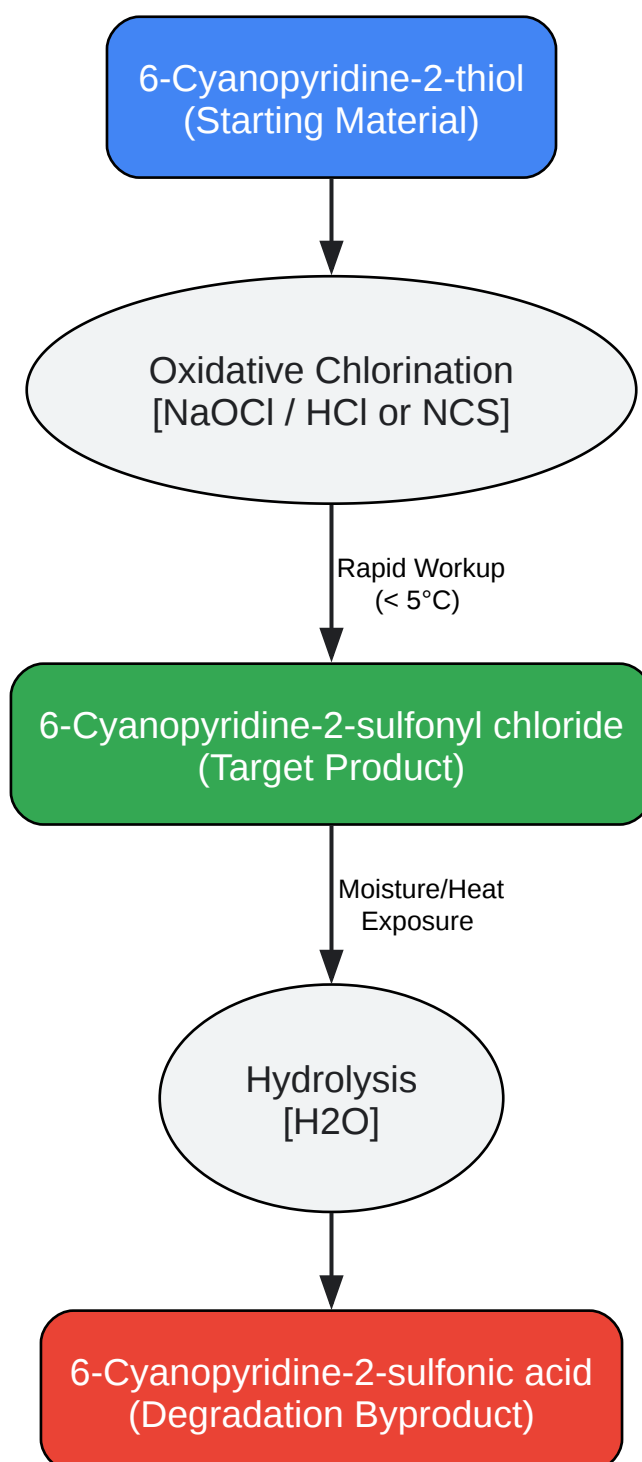 6-Cyanopyridine-2-thiol
(Starting Material)
Oxidative Chlorination
[NaOCl / HCl or NCS]
Rapid Workup
(< 5°C)
6-Cyanopyridine-2-sulfonyl chloride
(Target Product)
Moisture/Heat
Exposure
Hydrolysis
[H2O]
6-Cyanopyridine-2-sulfonic acid
(Degradation Byproduct)